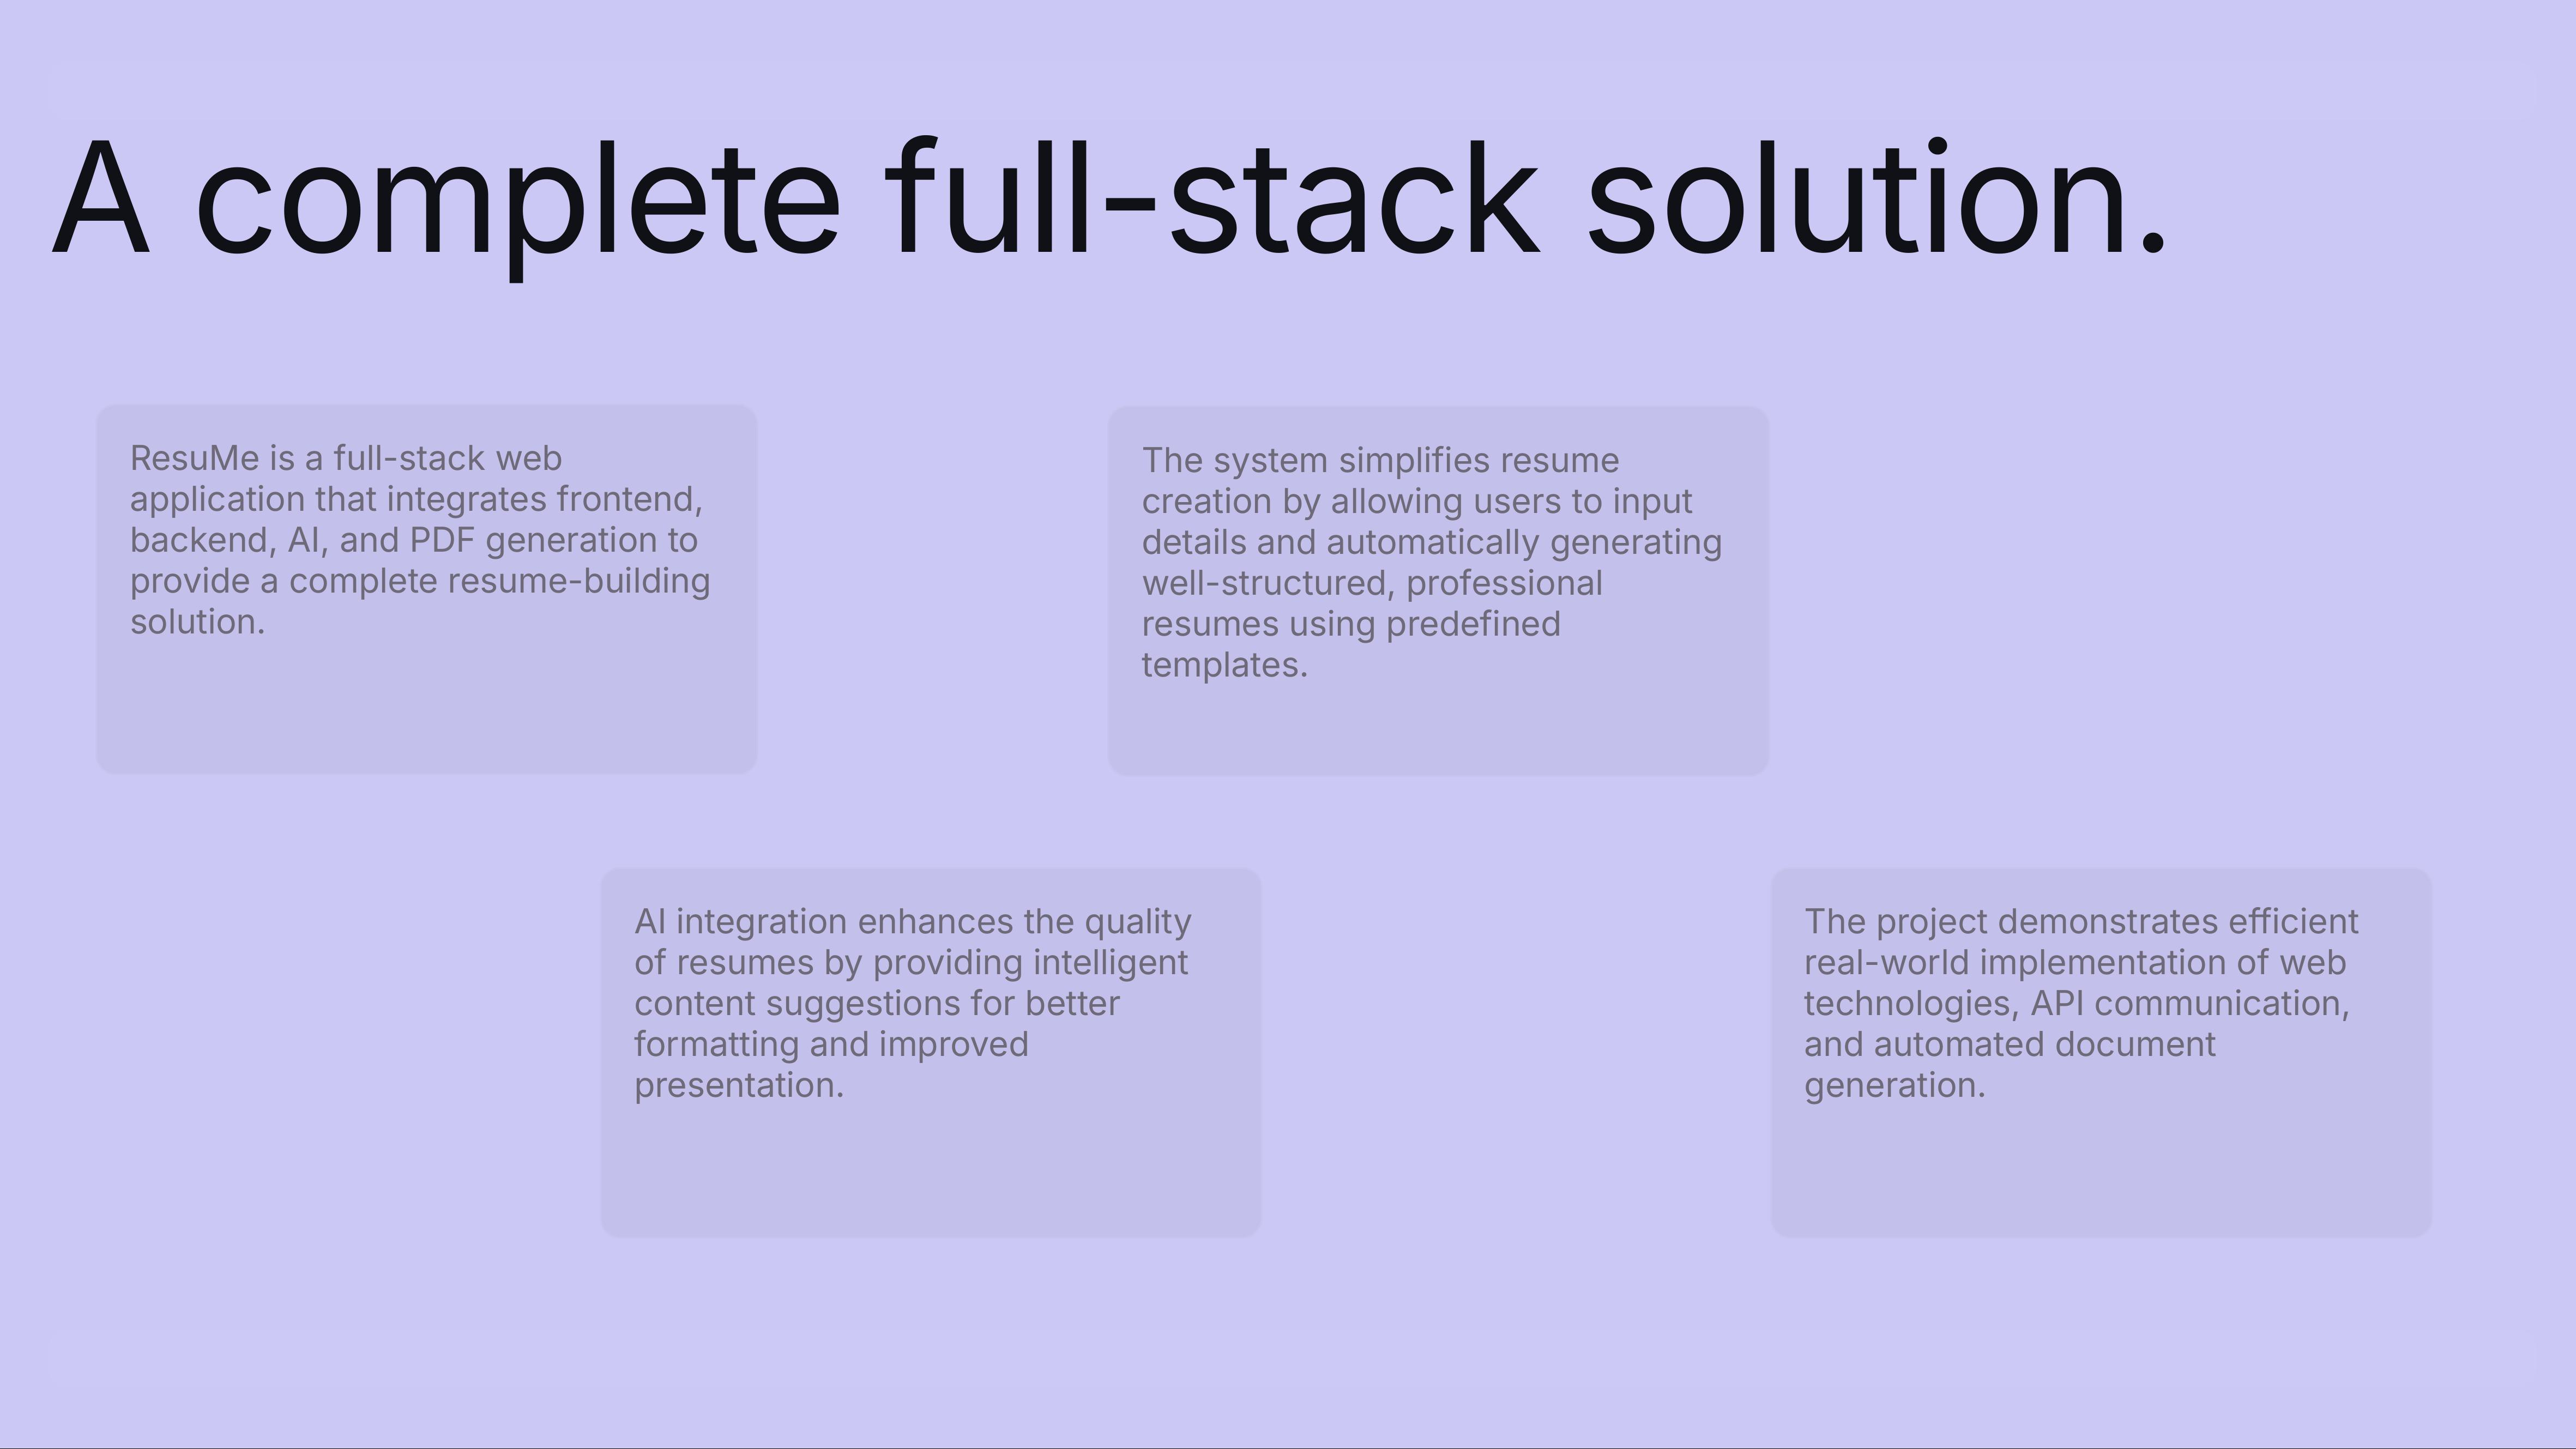 A complete full-stack solution.
ResuMe is a full-stack web
application that integrates frontend,
backend, AI, and PDF generation to
provide a complete resume-building
solution.
The system simplifies resume
creation by allowing users to input
details and automatically generating
well-structured, professional
resumes using predefined
templates.
AI integration enhances the quality
of resumes by providing intelligent
content suggestions for better
formatting and improved
presentation.
The project demonstrates efficient
real-world implementation of web
technologies, API communication,
and automated document
generation.